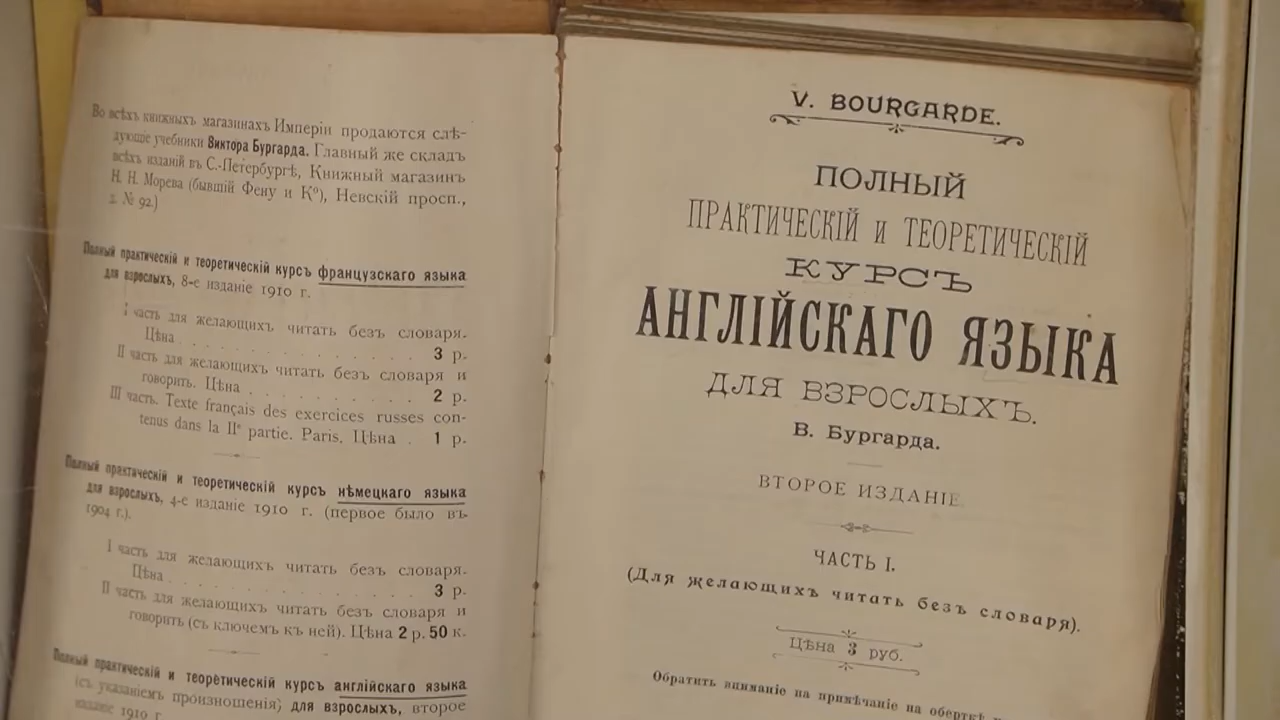 Во всѣхъ книжныхъ магазинахъ Имперіи продаются слѣ-
дующіе учебники Виктора Бургарда. Главный же складъ
всѣхъ изданій въ С.-Петербургѣ, Книжный магазинъ
Н. Н. Морева (бывшій Фену и Кº), Невскій просп.,
д. № 92.)
Полный практическій и теоретическій курсъ французскаго языка
для взрослыхъ, 8-е изданіе 1910 г.
I часть для желающихъ читать безъ словаря.
Цѣна . . . . . . . . . . . . . . . 3 р.
II часть для желающихъ читать безъ словаря и
говорить. Цѣна . . . . . . . . . . 2 р.
III часть. Texte français des exercices russes con-
tenus dans la IIe partie. Paris. Цѣна . 1 р.
Полный практическій и теоретическій курсъ нѣмецкаго языка
для взрослыхъ, 4-е изданіе 1910 г. (первое было въ
1904 г.).
I часть для желающихъ читать безъ словаря.
Цѣна . . . . . . . . . . . . . . . 3 р.
II часть для желающихъ читать безъ словаря и
говорить (съ ключемъ къ ней). Цѣна 2 р. 50 к.
Полный практическій и теоретическій курсъ англійскаго языка
(съ указаніемъ произношенія) для взрослыхъ, второе
изданіе 1910 г.
V. BOURGARDE.
ПОЛНЫЙ
ПРАКТИЧЕСКІЙ и ТЕОРЕТИЧЕСКІЙ
КУРСЪ
АНГЛІЙСКАГО ЯЗЫКА
ДЛЯ ВЗРОСЛЫХЪ.
В. Бургарда.
ВТОРОЕ ИЗДАНІЕ.
ЧАСТЬ I.
(Для желающихъ читать безъ словаря).
Цѣна 3 руб.
Обратить вниманіе на примѣчаніе на оберткѣ